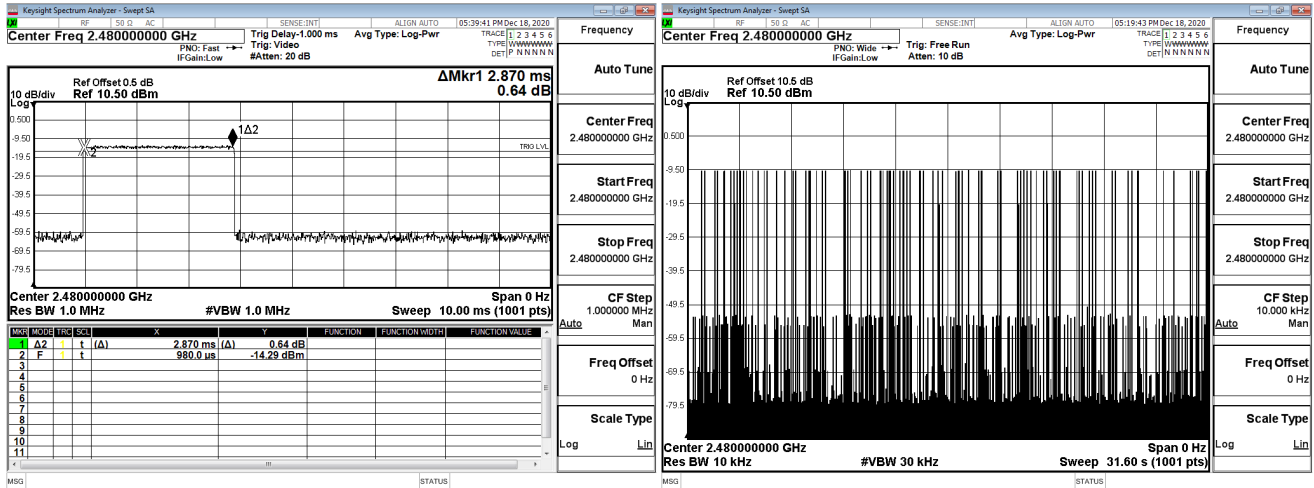 Keysight Spectrum Analyzer - Swept SA
LXI RF 50 Ω AC SENSE:INT ALIGN AUTO 05:39:41 PM Dec 18, 2020
Center Freq 2.480000000 GHz
PNO: Fast
IFGain:Low
Trig Delay-1.000 ms
Trig: Video
#Atten: 20 dB
Avg Type: Log-Pwr
TRACE 1 2 3 4 5 6
TYPE WWWWWW
DET P N N N N N
Frequency
ΔMkr1 2.870 ms
0.64 dB
Ref Offset 0.5 dB
Ref 10.50 dBm
10 dB/div
Log
0.500
-9.50
-19.5
-29.5
-39.5
-49.5
-59.5
-69.5
-79.5
1Δ2
2
TRIG LVL
Center 2.480000000 GHz
Span 0 Hz
Res BW 1.0 MHz
#VBW 1.0 MHz
Sweep 10.00 ms (1001 pts)
MKR MODE TRC SCL X Y FUNCTION FUNCTION WIDTH FUNCTION VALUE
1 Δ2 1 t (Δ) 2.870 ms (Δ) 0.64 dB
2 F 1 t 980.0 µs -14.29 dBm
3
4
5
6
7
8
9
10
11
MSG
STATUS
Auto Tune
Center Freq
2.480000000 GHz
Start Freq
2.480000000 GHz
Stop Freq
2.480000000 GHz
CF Step
1.000000 MHz
Auto Man
Freq Offset
0 Hz
Scale Type
Log Lin
Keysight Spectrum Analyzer - Swept SA
LXI RF 50 Ω AC SENSE:INT ALIGN AUTO 05:19:43 PM Dec 18, 2020
Center Freq 2.480000000 GHz
PNO: Wide
IFGain:Low
Trig: Free Run
Atten: 10 dB
Avg Type: Log-Pwr
TRACE 1 2 3 4 5 6
TYPE WWWWWW
DET P N N N N N
Frequency
Ref Offset 10.5 dB
Ref 10.50 dBm
10 dB/div
Log
0.500
-9.50
-19.5
-29.5
-39.5
-49.5
-59.5
-69.5
-79.5
Center 2.480000000 GHz
Span 0 Hz
Res BW 10 kHz
#VBW 30 kHz
Sweep 31.60 s (1001 pts)
MSG
STATUS
Auto Tune
Center Freq
2.480000000 GHz
Start Freq
2.480000000 GHz
Stop Freq
2.480000000 GHz
CF Step
10.000 kHz
Auto Man
Freq Offset
0 Hz
Scale Type
Log Lin